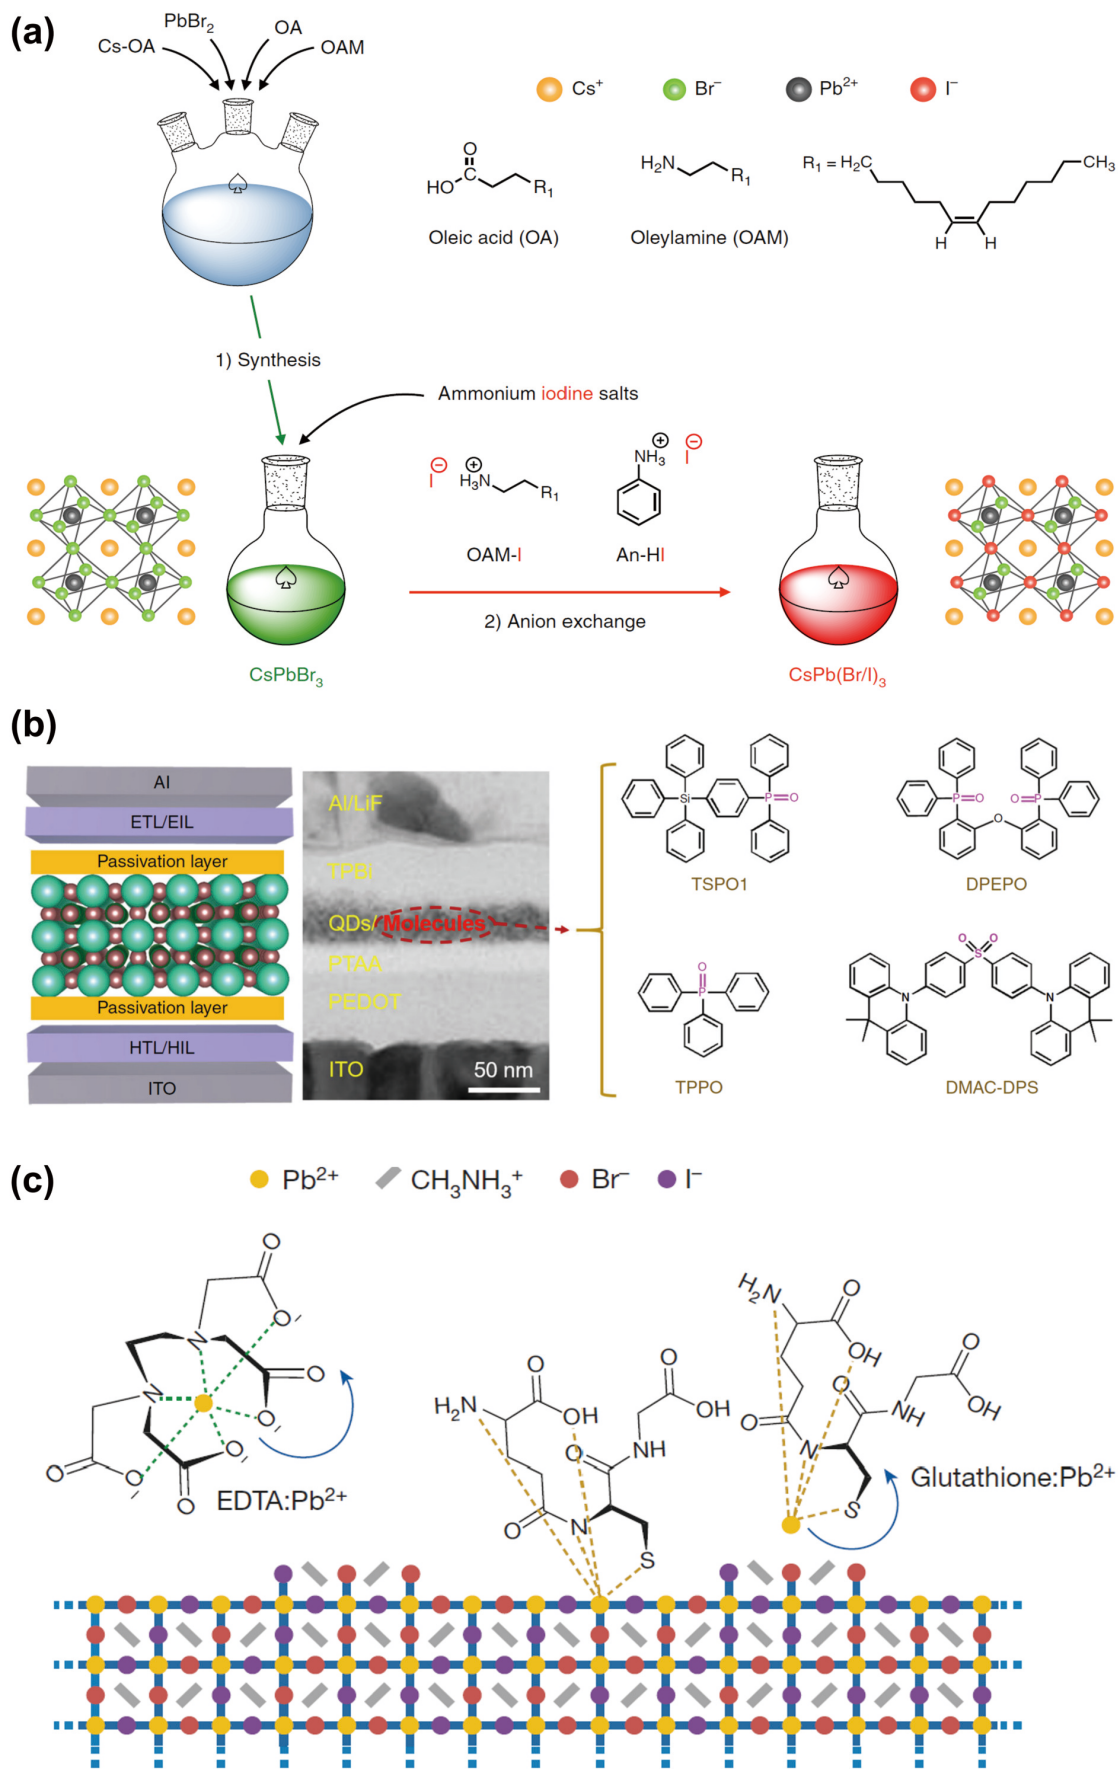 (a)
PbBr₂
OA
Cs-OA
OAM
Cs⁺
Br⁻
Pb²⁺
I⁻
O
HO
R₁
H₂N
R₁
R₁ = H₂C
CH₃
H
H
Oleic acid (OA)
Oleylamine (OAM)
1) Synthesis
Ammonium iodine salts
I⊖
⊕
H₃N
R₁
⊕
NH₃
I⊖
OAM-I
An-HI
2) Anion exchange
CsPbBr₃
CsPb(Br/I)₃
(b)
Al
ETL/EIL
Passivation layer
Passivation layer
HTL/HIL
ITO
Al/LiF
TPBi
QDs/Molecules
PTAA
PEDOT
ITO
50 nm
Si
P=O
TSPO1
P=O
O=P
O
DPEPO
O
P
TPPO
O O
S
N
N
DMAC-DPS
(c)
Pb²⁺
CH₃NH₃⁺
Br⁻
I⁻
O
O⁻
N
O
O⁻
N
O⁻
O
O⁻
O
EDTA:Pb²⁺
O
H₂N
OH
O
OH
O
NH
O
N
S
H₂N
O
OH
O
O
NH
OH
O
N
S
Glutathione:Pb²⁺